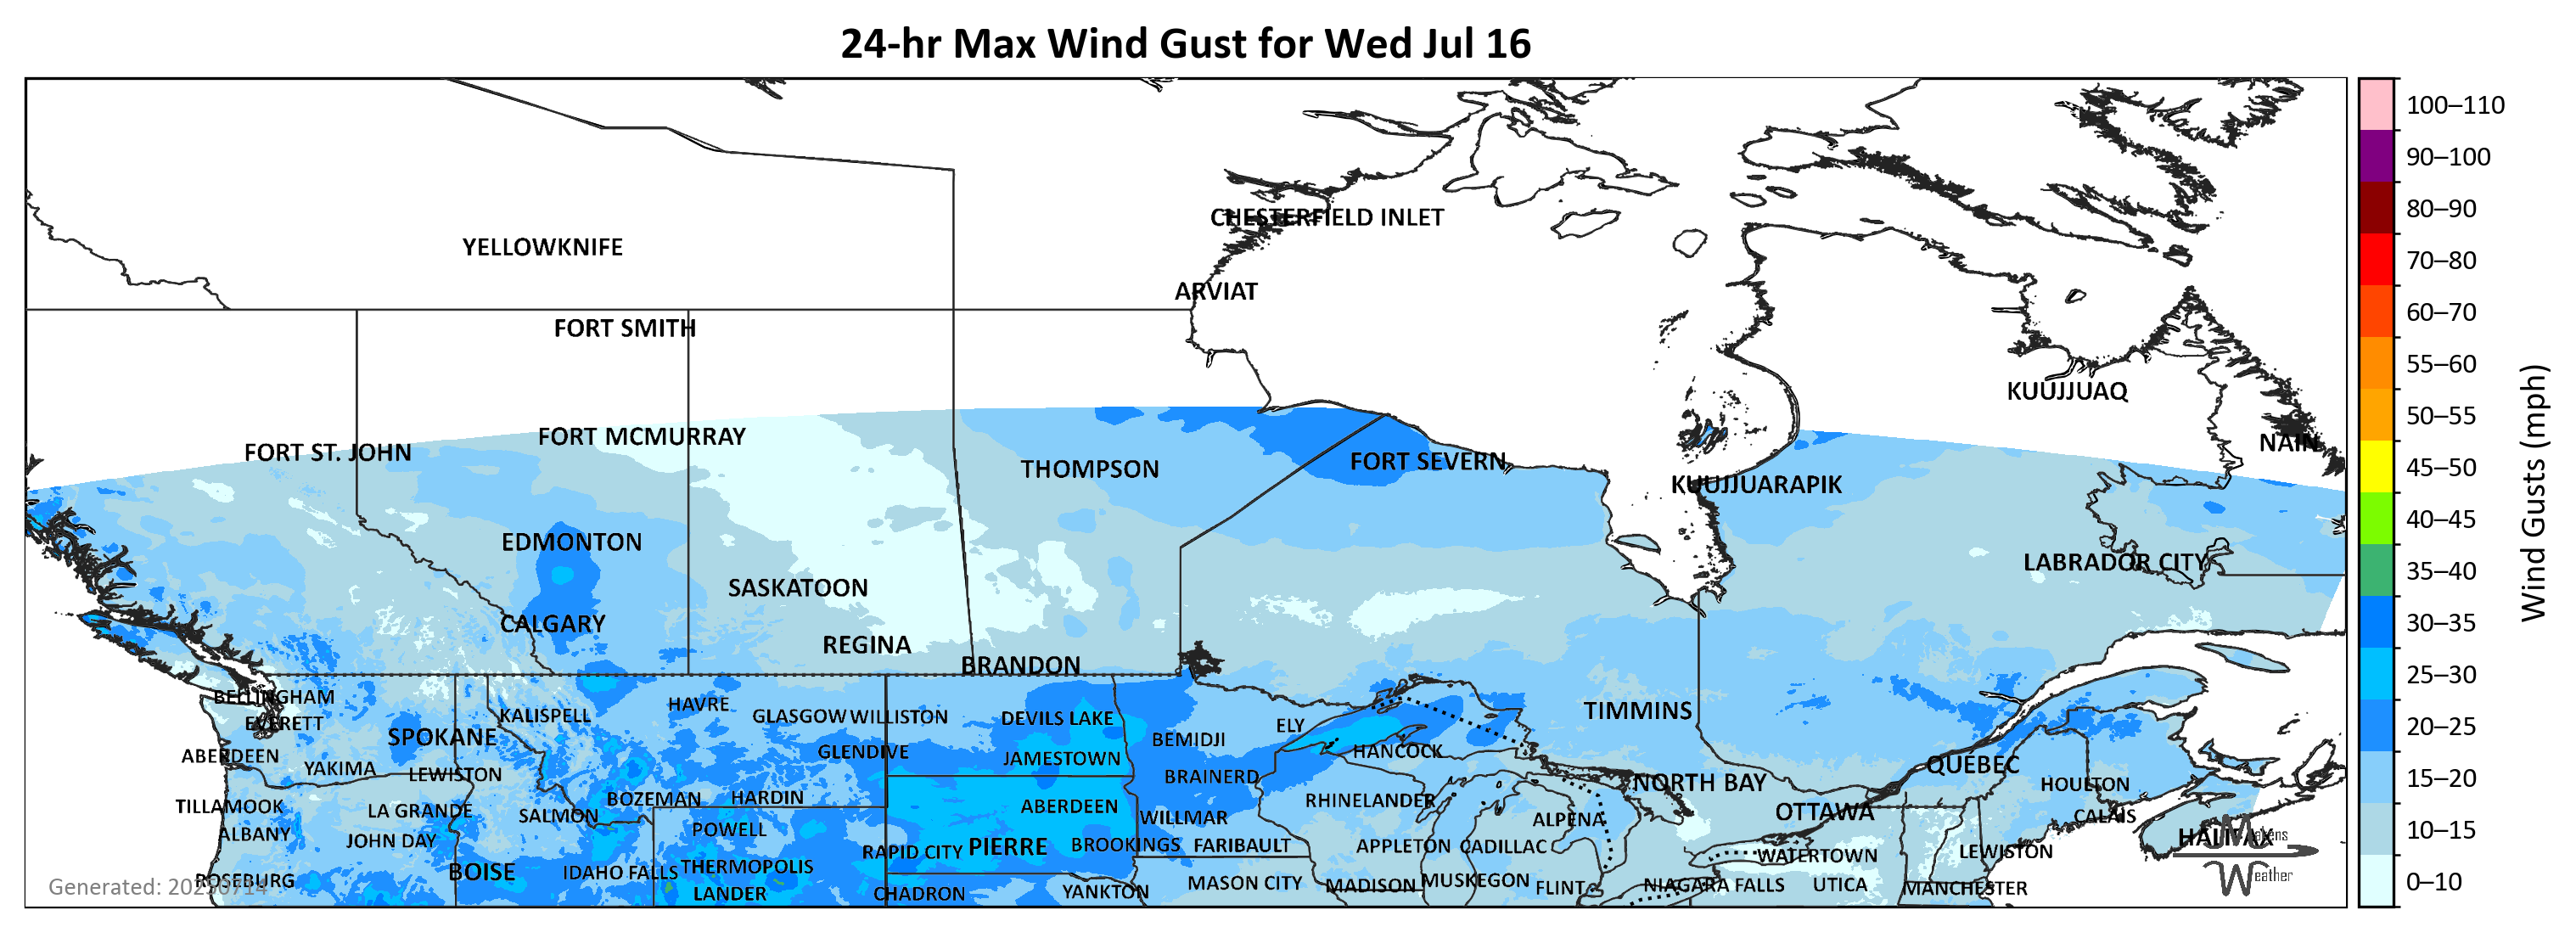 24-hr Max Wind Gust for Wed Jul 16
100–110
90–100
80–90
70–80
60–70
55–60
50–55
45–50
40–45
35–40
30–35
25–30
20–25
15–20
10–15
0–10
Wind Gusts (mph)
CHESTERFIELD INLET
YELLOWKNIFE
ARVIAT
FORT SMITH
KUUJJUAQ
FORT MCMURRAY
NAIN
FORT ST. JOHN
THOMPSON
FORT SEVERN
KUUJJUARAPIK
EDMONTON
LABRADOR CITY
SASKATOON
CALGARY
REGINA
BRANDON
BELLINGHAM
HAVRE
KALISPELL
GLASGOW
WILLISTON
DEVILS LAKE
TIMMINS
EVERETT
ELY
SPOKANE
BEMIDJI
GLENDIVE
HANCOCK
ABERDEEN
JAMESTOWN
QUEBEC
YAKIMA
LEWISTON
BRAINERD
NORTH BAY
HOULTON
BOZEMAN
HARDIN
RHINELANDER
TILLAMOOK
LA GRANDE
ABERDEEN
OTTAWA
SALMON
WILLMAR
ALPENA
CALAIS
ALBANY
POWELL
HALIFAX
Makens
JOHN DAY
RAPID CITY
PIERRE
BROOKINGS
FARIBAULT
APPLETON
CADILLAC
WATERTOWN
LEWISTON
BOISE
IDAHO FALLS
THERMOPOLIS
Weather
ROSEBURG
MASON CITY
MADISON
MUSKEGON
FLINT
NIAGARA FALLS
UTICA
MANCHESTER
LANDER
CHADRON
YANKTON
Generated: 20250714